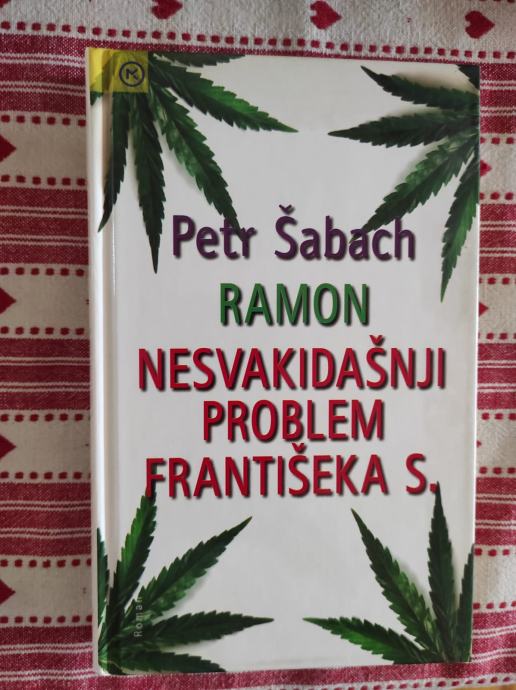 Petr Šabach
RAMON
NESVAKIDAŠNJI
PROBLEM
FRANTIŠEKA S.
Roman